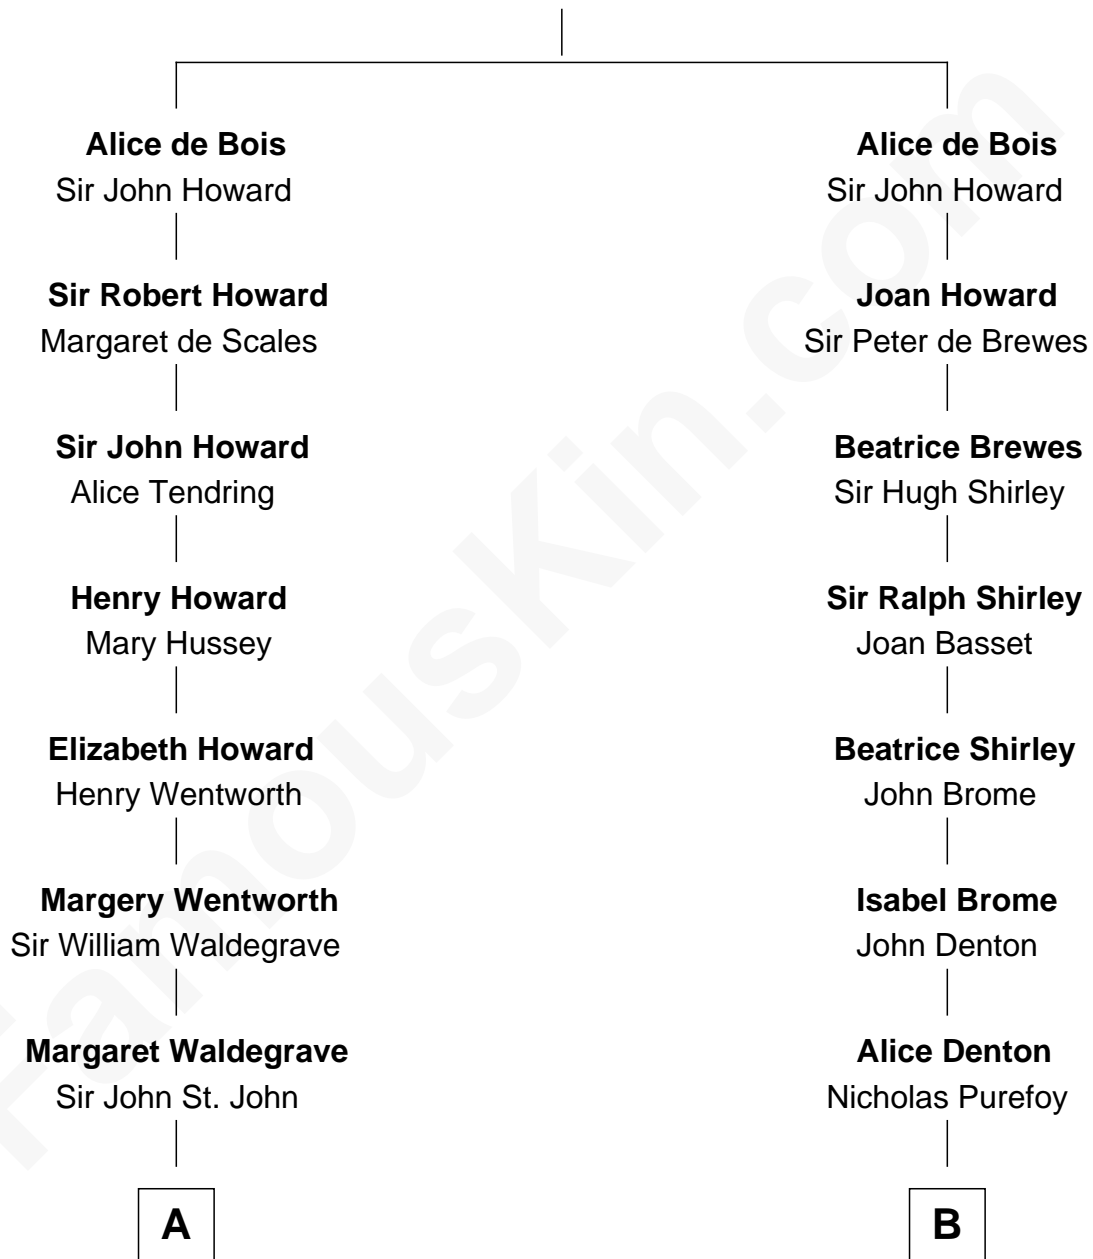 Alice de Bois
Sir John Howard
Sir Robert Howard
Margaret de Scales
Sir John Howard
Alice Tendring
Henry Howard
Mary Hussey
Elizabeth Howard
Henry Wentworth
Margery Wentworth
Sir William Waldegrave
Margaret Waldegrave
Sir John St. John
A
Alice de Bois
Sir John Howard
Joan Howard
Sir Peter de Brewes
Beatrice Brewes
Sir Hugh Shirley
Sir Ralph Shirley
Joan Basset
Beatrice Shirley
John Brome
Isabel Brome
John Denton
Alice Denton
Nicholas Purefoy
B
FamousKin.com